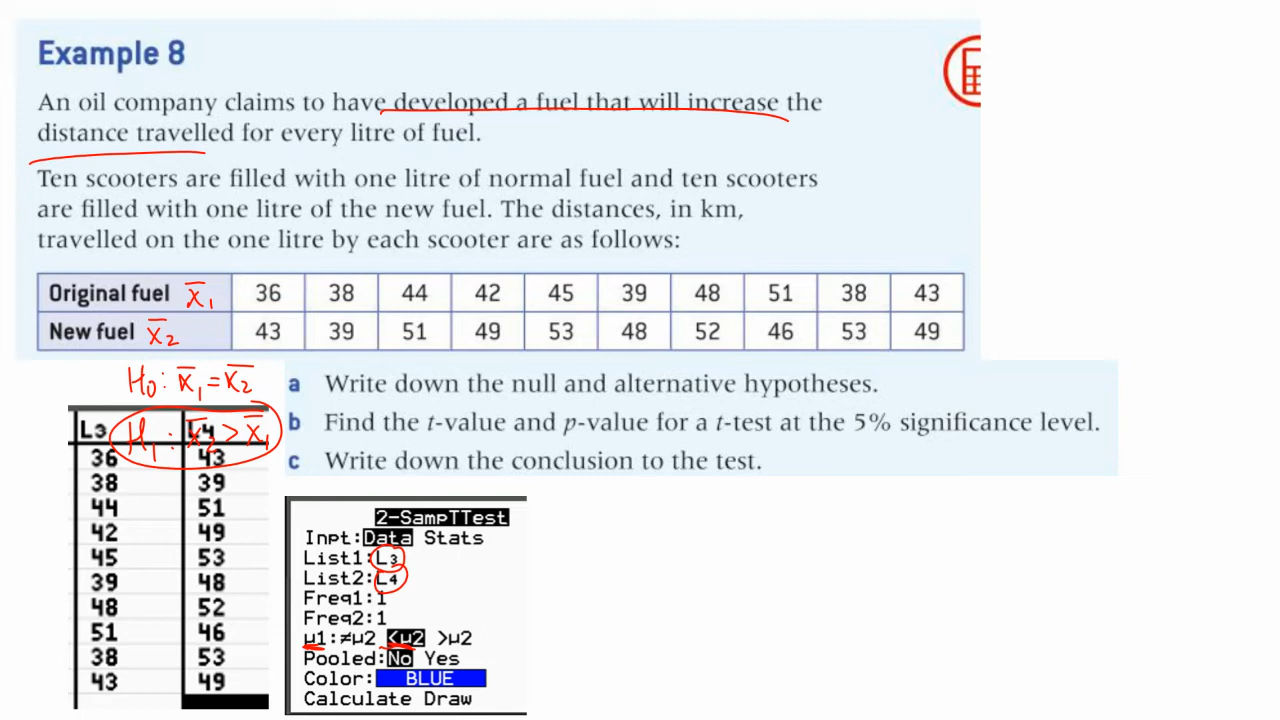 Example 8
An oil company claims to have developed a fuel that will increase the
distance travelled for every litre of fuel.
Ten scooters are filled with one litre of normal fuel and ten scooters
are filled with one litre of the new fuel. The distances, in km,
travelled on the one litre by each scooter are as follows:
Original fuel x̄₁ 36 38 44 42 45 39 48 51 38 43
New fuel x̄₂ 43 39 51 49 53 48 52 46 53 49
H₀: x̄₁ = x̄₂
H₁: x̄₂ > x̄₁
a Write down the null and alternative hypotheses.
b Find the t-value and p-value for a t-test at the 5% significance level.
c Write down the conclusion to the test.
L3 L4
36 43
38 39
44 51
42 49
45 53
39 48
48 52
51 46
38 53
43 49
2-SampTTest
Inpt:Data Stats
List1:L3
List2:L4
Freq1:1
Freq2:1
μ1:≠μ2 <μ2 >μ2
Pooled:No Yes
Color: BLUE
Calculate Draw